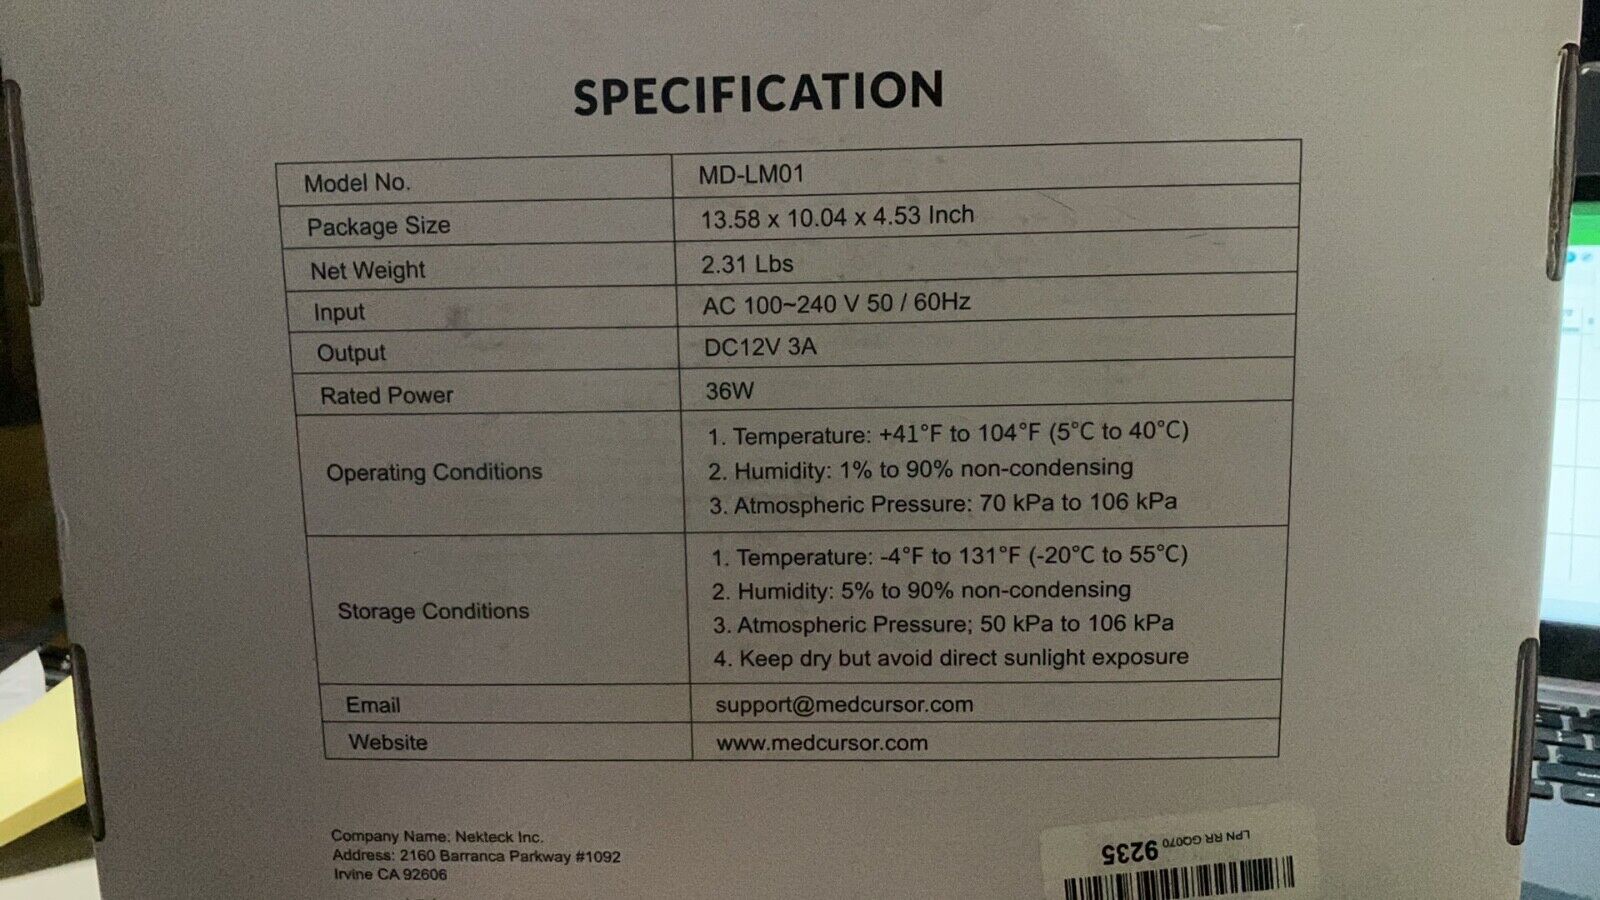 SPECIFICATION
Model No. MD-LM01
Package Size 13.58 x 10.04 x 4.53 Inch
Net Weight 2.31 Lbs
Input AC 100~240 V 50 / 60Hz
Output DC12V 3A
Rated Power 36W
Operating Conditions
1. Temperature: +41°F to 104°F (5°C to 40°C)
2. Humidity: 1% to 90% non-condensing
3. Atmospheric Pressure: 70 kPa to 106 kPa
Storage Conditions
1. Temperature: -4°F to 131°F (-20°C to 55°C)
2. Humidity: 5% to 90% non-condensing
3. Atmospheric Pressure; 50 kPa to 106 kPa
4. Keep dry but avoid direct sunlight exposure
Email support@medcursor.com
Website www.medcursor.com
Company Name: Nekteck Inc.
Address: 2160 Barranca Parkway #1092
Irvine CA 92606
LPN RR GQ070 9235